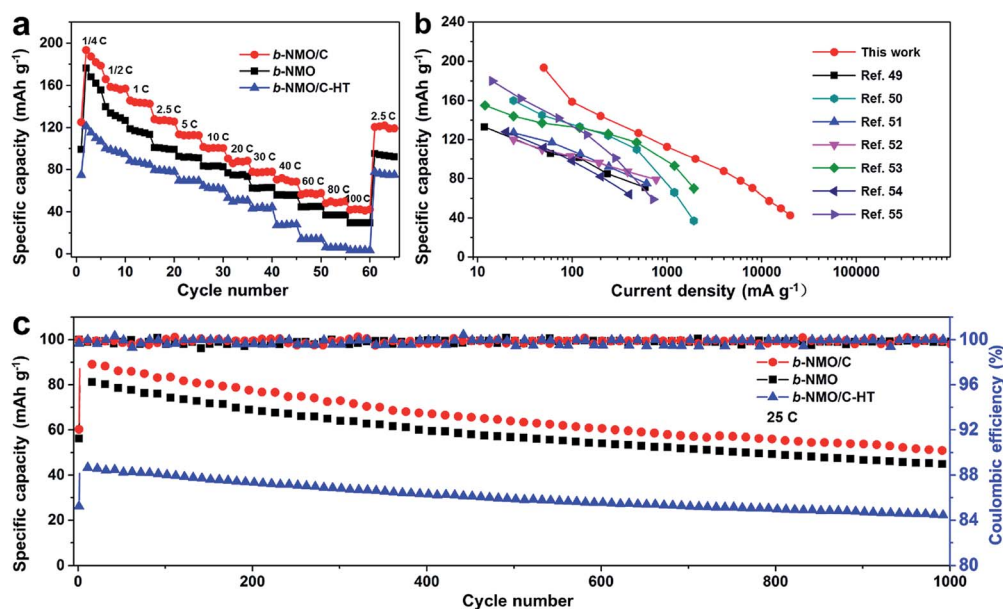 a
Specific capacity (mAh g⁻¹)
200
160
120
80
40
0
1/4 C
1/2 C
1 C
2.5 C
5 C
10 C
20 C
30 C
40 C
60 C
80 C
100 C
2.5 C
b-NMO/C
b-NMO
b-NMO/C-HT
0 10 20 30 40 50 60
Cycle number
b
Specific capacity (mAh g⁻¹)
240
200
160
120
80
40
0
This work
Ref. 49
Ref. 50
Ref. 51
Ref. 52
Ref. 53
Ref. 54
Ref. 55
10 100 1000 10000 100000
Current density (mA g⁻¹)
c
Specific capacity (mAh g⁻¹)
100
80
60
40
20
0
b-NMO/C
b-NMO
b-NMO/C-HT
25 C
100
96
92
88
84
80
Coulombic efficiency (%)
0 200 400 600 800 1000
Cycle number